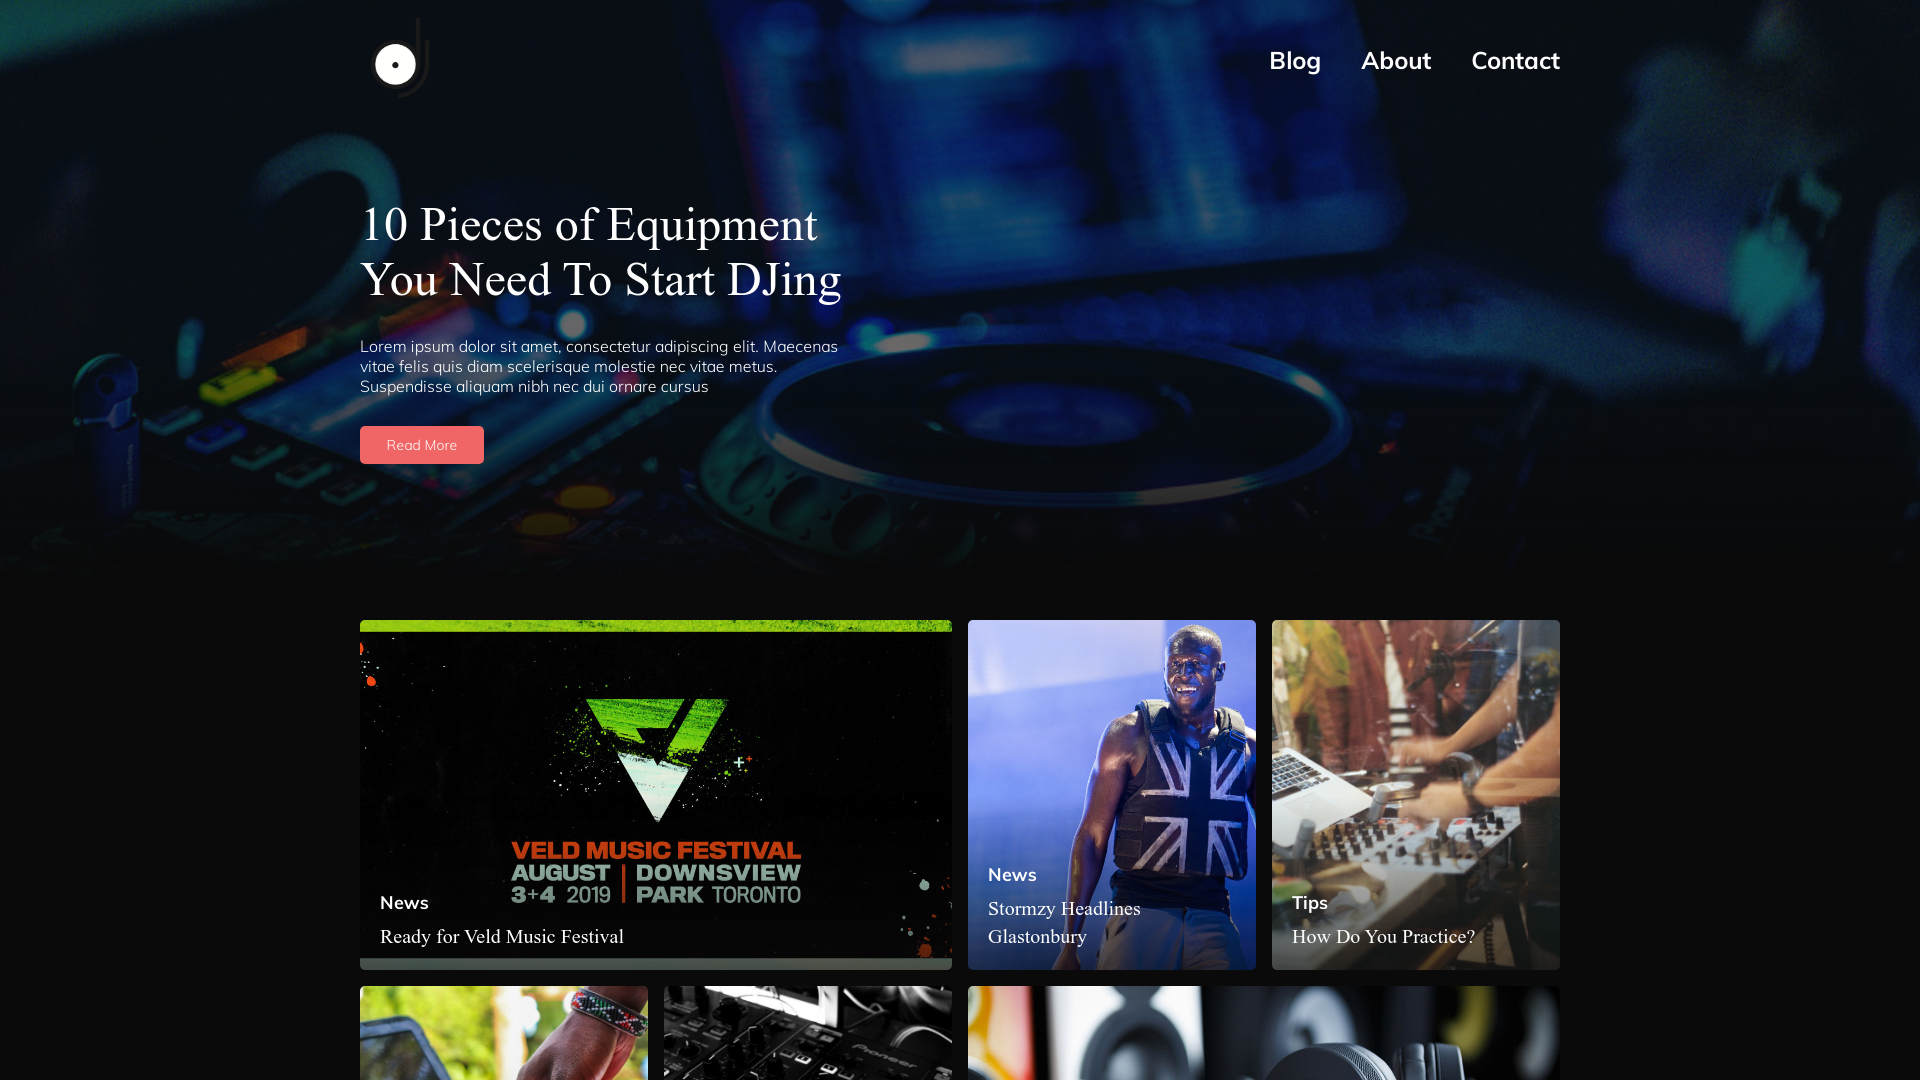 Blog About Contact
10 Pieces of Equipment
You Need To Start DJing
Lorem ipsum dolor sit amet, consectetur adipiscing elit. Maecenas
vitae felis quis diam scelerisque molestie nec vitae metus.
Suspendisse aliquam nibh nec dui ornare cursus
Read More
Pioneer
VELD MUSIC FESTIVAL
AUGUST | DOWNSVIEW
3+4 2019 | PARK TORONTO
News
Ready for Veld Music Festival
News
Stormzy Headlines
Glastonbury
Tips
How Do You Practice?
Pioneer